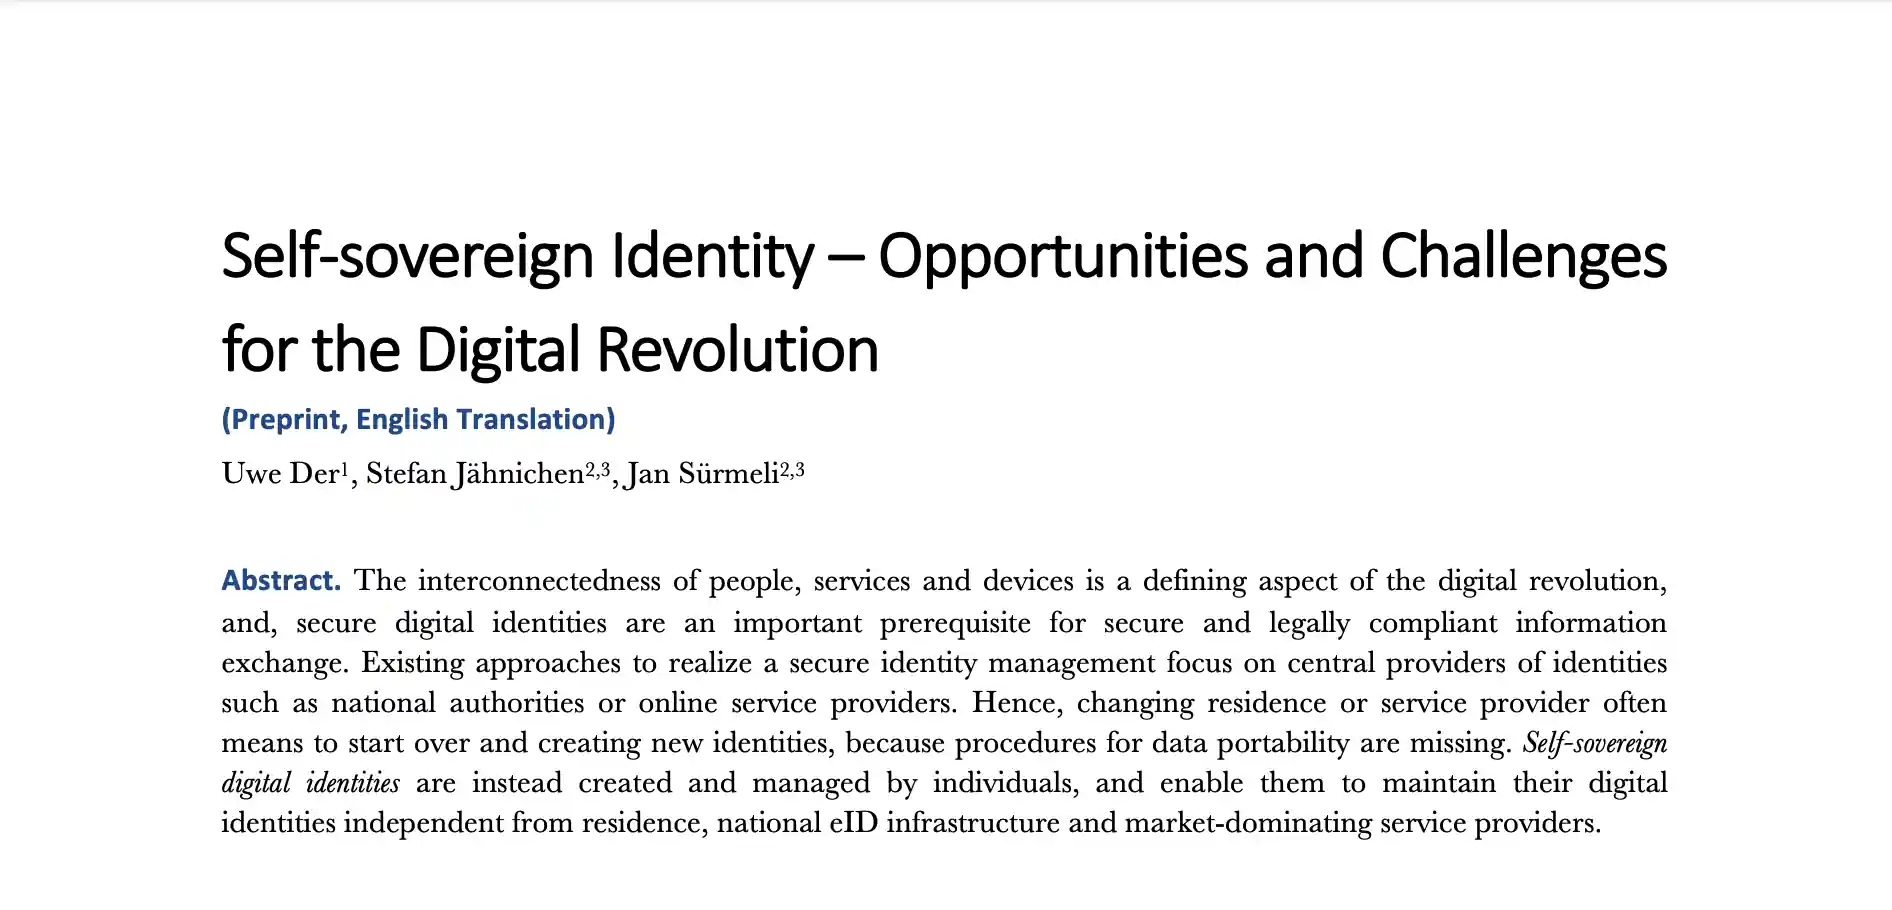 Self-sovereign Identity – Opportunities and Challenges
for the Digital Revolution
(Preprint, English Translation)
Uwe Der1, Stefan Jähnichen2,3, Jan Sürmeli2,3
Abstract. The interconnectedness of people, services and devices is a defining aspect of the digital revolution,
and, secure digital identities are an important prerequisite for secure and legally compliant information
exchange. Existing approaches to realize a secure identity management focus on central providers of identities
such as national authorities or online service providers. Hence, changing residence or service provider often
means to start over and creating new identities, because procedures for data portability are missing. Self-sovereign
digital identities are instead created and managed by individuals, and enable them to maintain their digital
identities independent from residence, national eID infrastructure and market-dominating service providers.